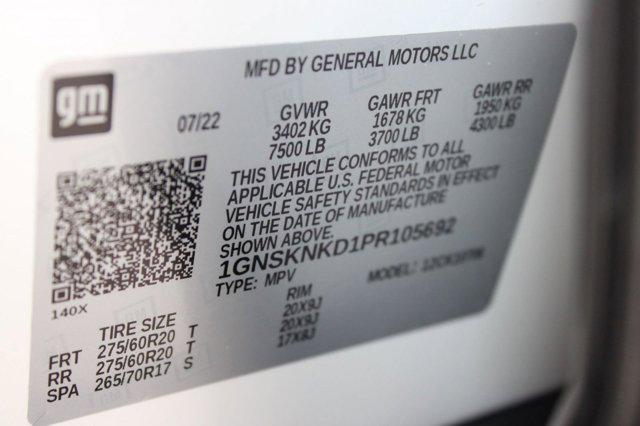 gm
MFD BY GENERAL MOTORS LLC
07/22 GVWR GAWR FRT GAWR RR
3402 KG 1678 KG 1950 KG
7500 LB 3700 LB 4300 LB
THIS VEHICLE CONFORMS TO ALL
APPLICABLE U.S. FEDERAL MOTOR
VEHICLE SAFETY STANDARDS IN EFFECT
ON THE DATE OF MANUFACTURE
SHOWN ABOVE.
1GNSKNKD1PR105692
TYPE: MPV MODEL:
140X
TIRE SIZE RIM
FRT 275/60R20 T 20X9J
RR 275/60R20 T 20X9J
SPA 265/70R17 S 17X8J